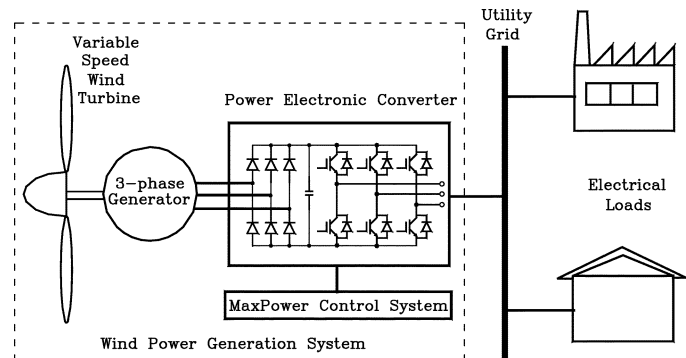 Utility
Grid
Variable
Speed
Wind
Turbine
Power Electronic Converter
3-phase
Generator
Electrical
Loads
MaxPower Control System
Wind Power Generation System